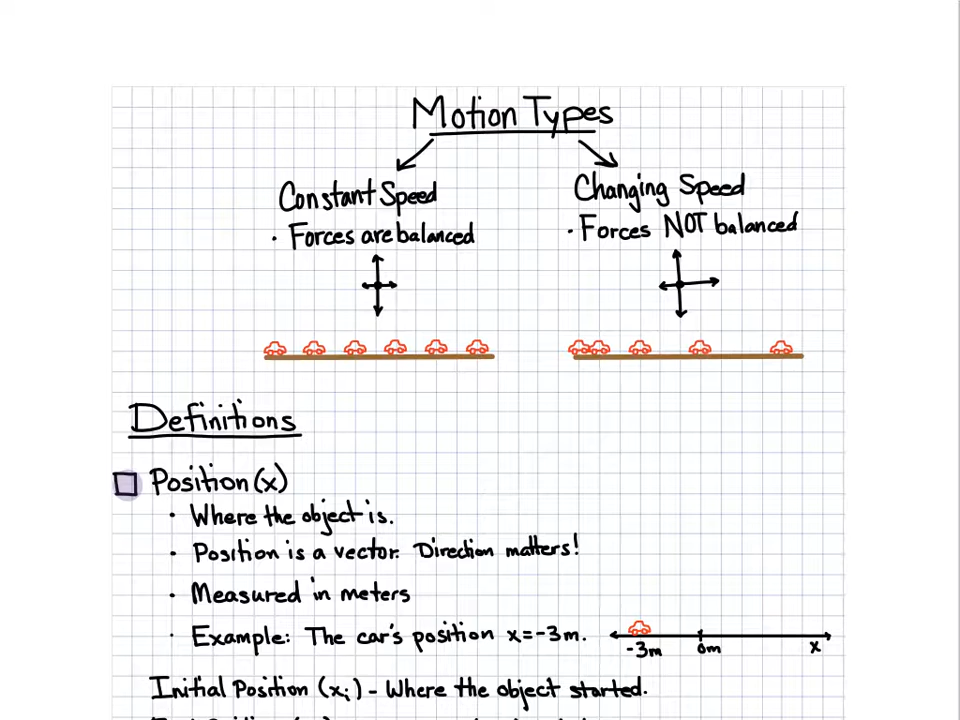 Motion Types
Constant Speed
· Forces are balanced
Changing Speed
· Forces NOT balanced
Definitions
Position (x)
· Where the object is.
· Position is a vector. Direction matters!
· Measured in meters
· Example: The car's position x=-3m.
-3m 0m x
Initial Position (xi) - Where the object started.